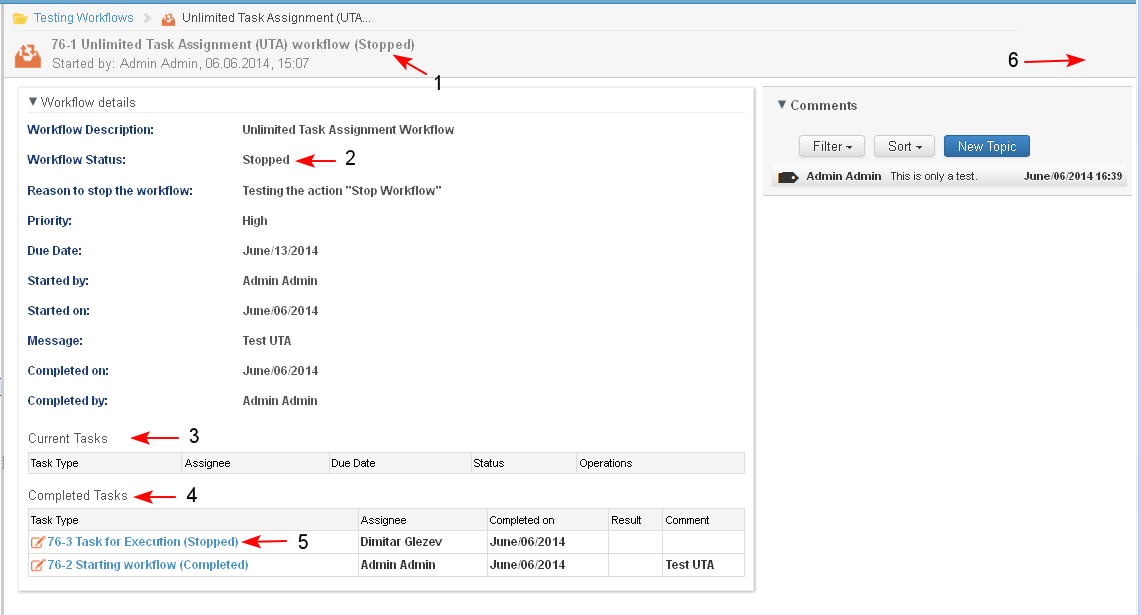 Testing Workflows Unlimited Task Assignment (UTA...
76-1 Unlimited Task Assignment (UTA) workflow (Stopped)
Started by: Admin Admin, 06.06.2014, 15:07
1
6
Workflow details
Workflow Description: Unlimited Task Assignment Workflow
Workflow Status: Stopped 2
Reason to stop the workflow: Testing the action "Stop Workflow"
Priority: High
Due Date: June/13/2014
Started by: Admin Admin
Started on: June/06/2014
Message: Test UTA
Completed on: June/06/2014
Completed by: Admin Admin
Current Tasks 3
Task Type Assignee Due Date Status Operations
Completed Tasks 4
Task Type Assignee Completed on Result Comment
76-3 Task for Execution (Stopped) 5 Dimitar Glezev June/06/2014
76-2 Starting workflow (Completed) Admin Admin June/06/2014 Test UTA
Comments
Filter Sort New Topic
Admin Admin This is only a test. June/06/2014 16:39